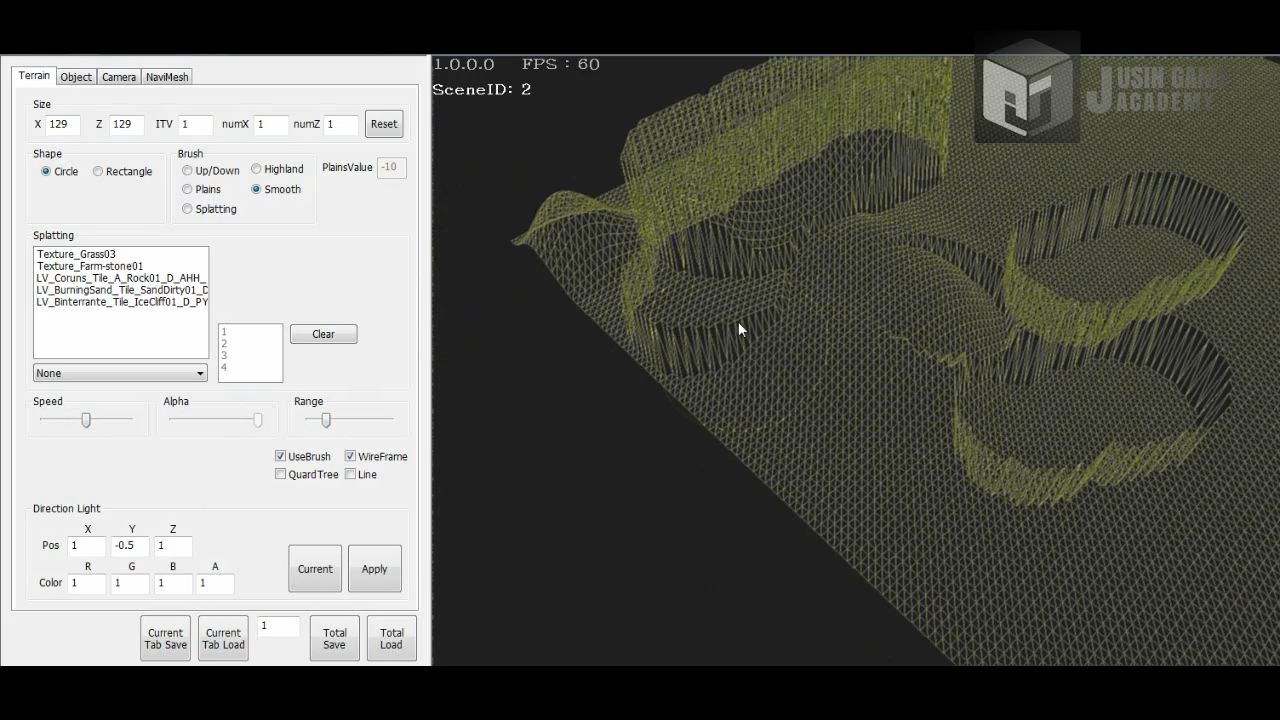 1.0.0.0 FPS : 60
SceneID: 2
JUSIN GAME
ACADEMY
Terrain Object Camera NaviMesh
Size
X 129 Z 129 ITV 1 numX 1 numZ 1 Reset
Shape
Circle Rectangle
Brush
Up/Down Highland
Plains Smooth
Splatting
PlainsValue -10
Splatting
Texture_Grass03
Texture_Farm-stone01
LV_Coruns_Tile_A_Rock01_D_AHH_
LV_BurningSand_Tile_SandDirty01_D
LV_Binterrante_Tile_IceCliff01_D_PY
None
1
2
3
4
Clear
Speed Alpha Range
UseBrush WireFrame
QuardTree Line
Direction Light
X Y Z
Pos 1 -0.5 1
R G B A
Color 1 1 1 1
Current Apply
Current
Tab Save
Current
Tab Load
1
Total
Save
Total
Load